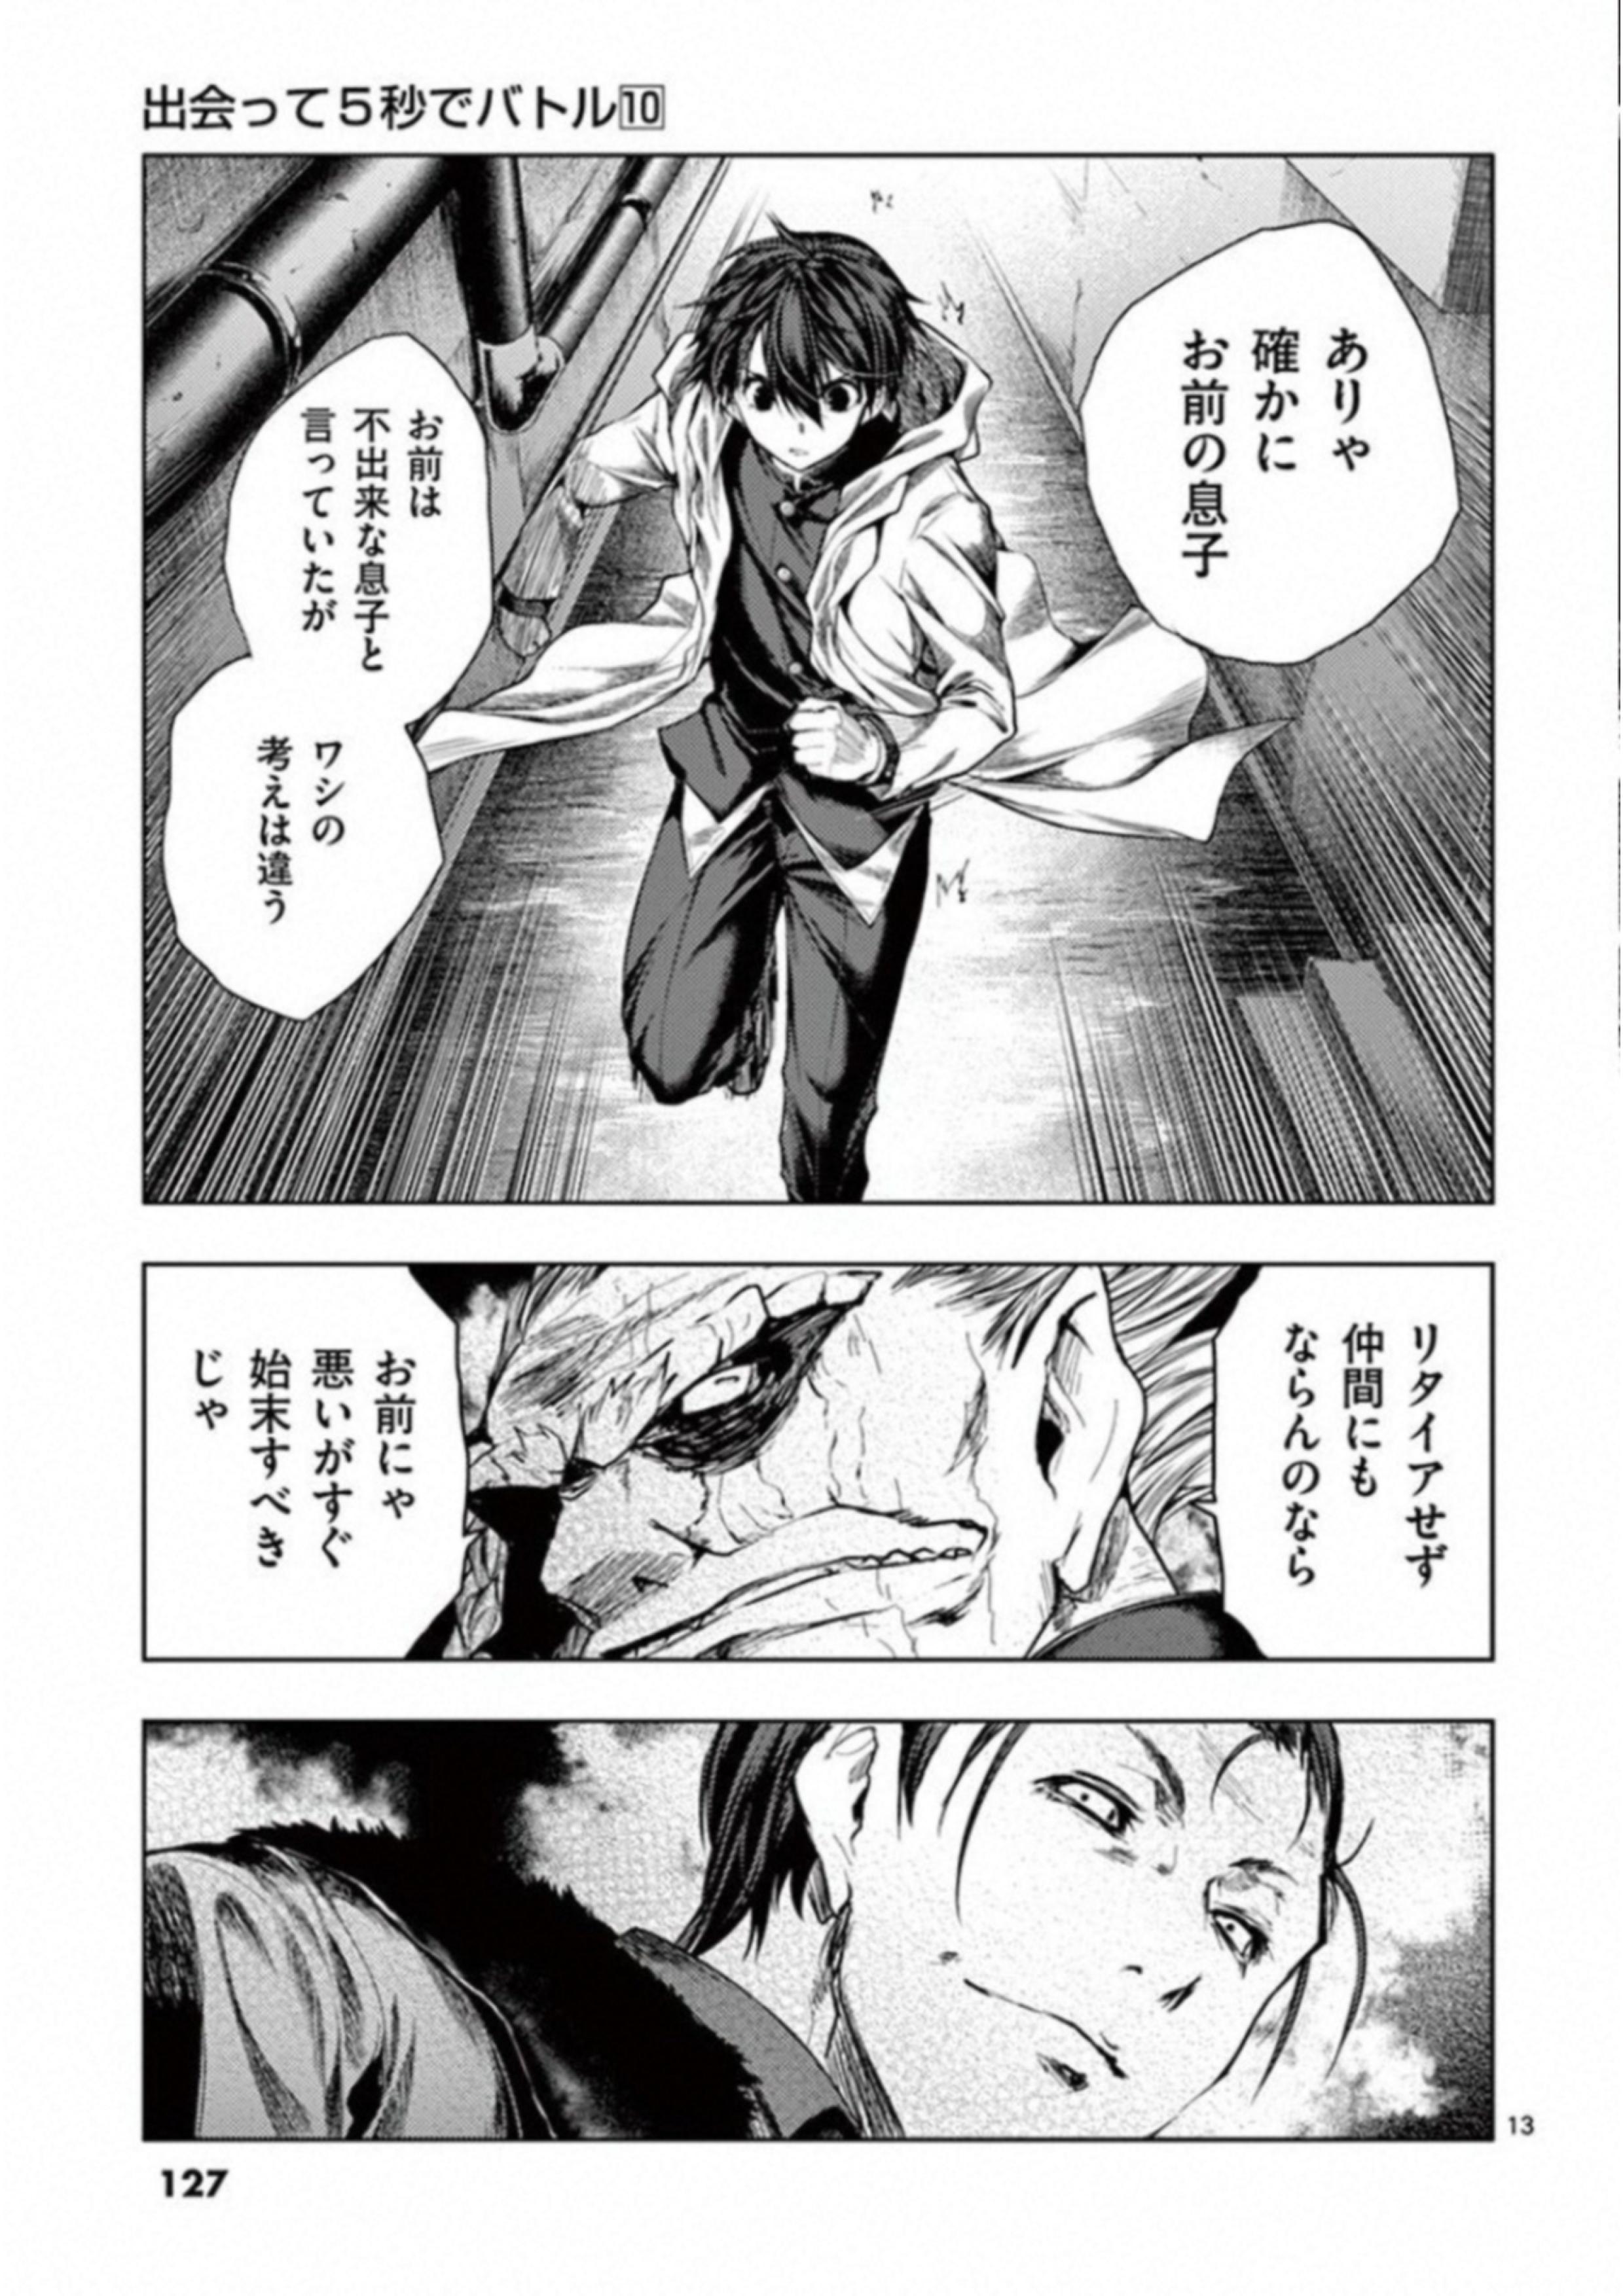 出会って5秒でバトル10
ありゃ
確かに
お前の息子
お前は
不出来な息子と
言っていたが
ワシの
考えは違う
リタイアせず
仲間にも
ならんのなら
お前にゃ
悪いがすぐ
始末すべき
じゃ
13
127